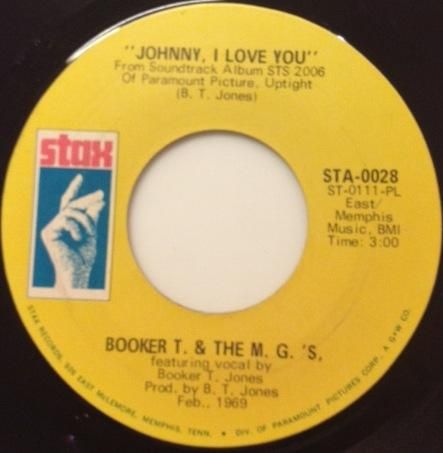 "JOHNNY, I LOVE YOU"
From Soundtrack Album STS 2006
Of Paramount Picture, Uptight
(B. T. Jones)
stax
STA-0028
ST-0111-PL
East/
Memphis
Music, BMI
Time: 3:00
BOOKER T. & THE M. G. 'S,
featuring vocal by
Booker T. Jones
Prod. by B. T. Jones
Feb., 1969
STAX RECORDS, 926 EAST McLEMORE, MEMPHIS, TENN. • DIV. OF PARAMOUNT PICTURES CORP. A G+W CO.